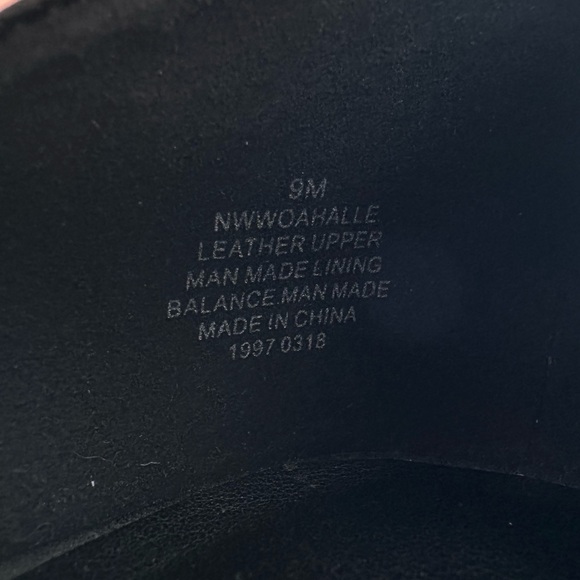 9M
NWWOAHALLE
LEATHER UPPER
MAN MADE LINING
BALANCE MAN MADE
MADE IN CHINA
1997 0318